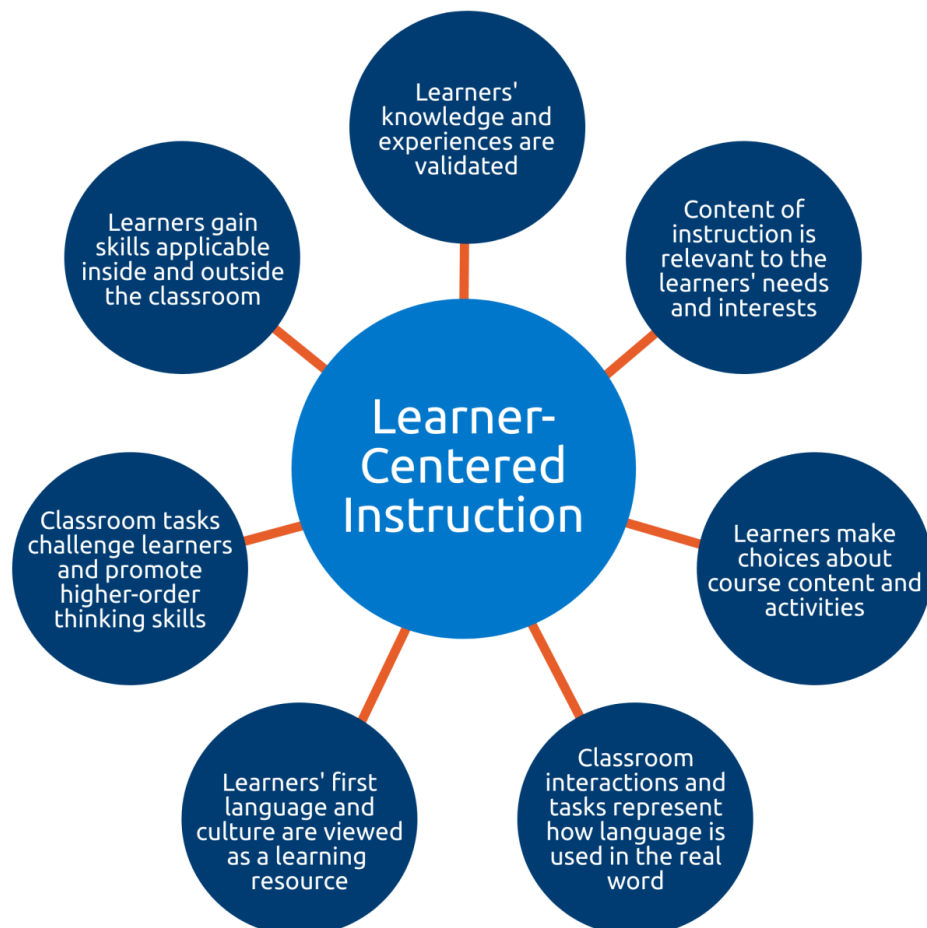 Learners'
knowledge and
experiences are
validated
Content of
instruction is
relevant to the
learners' needs
and interests
Learners make
choices about
course content and
activities
Classroom
interactions and
tasks represent
how language is
used in the real
word
Learners' first
language and
culture are viewed
as a learning
resource
Classroom tasks
challenge learners
and promote
higher-order
thinking skills
Learners gain
skills applicable
inside and outside
the classroom
Learner-
Centered
Instruction